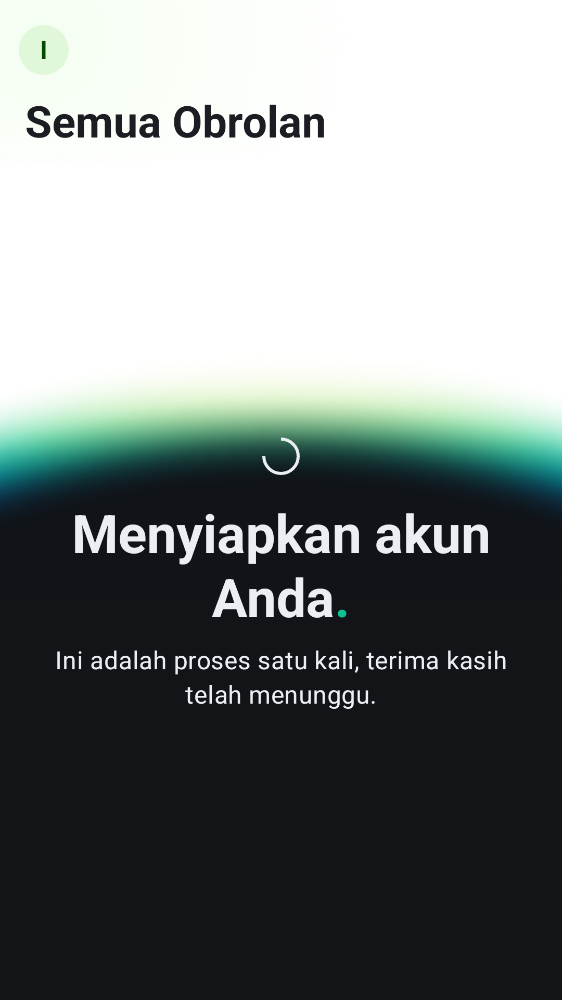 I
Semua Obrolan
Menyiapkan akun
Anda.
Ini adalah proses satu kali, terima kasih
telah menunggu.